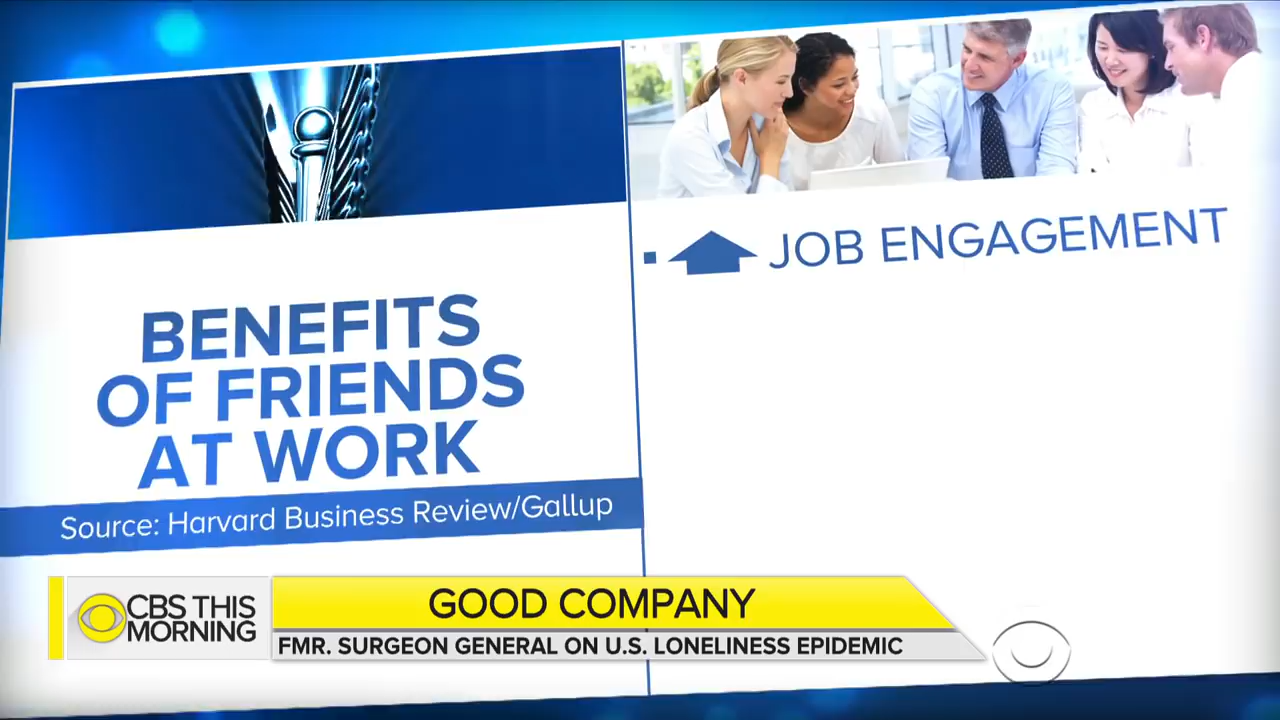 BENEFITS
OF FRIENDS
AT WORK
Source: Harvard Business Review/Gallup
JOB ENGAGEMENT
CBS THIS
MORNING
GOOD COMPANY
FMR. SURGEON GENERAL ON U.S. LONELINESS EPIDEMIC